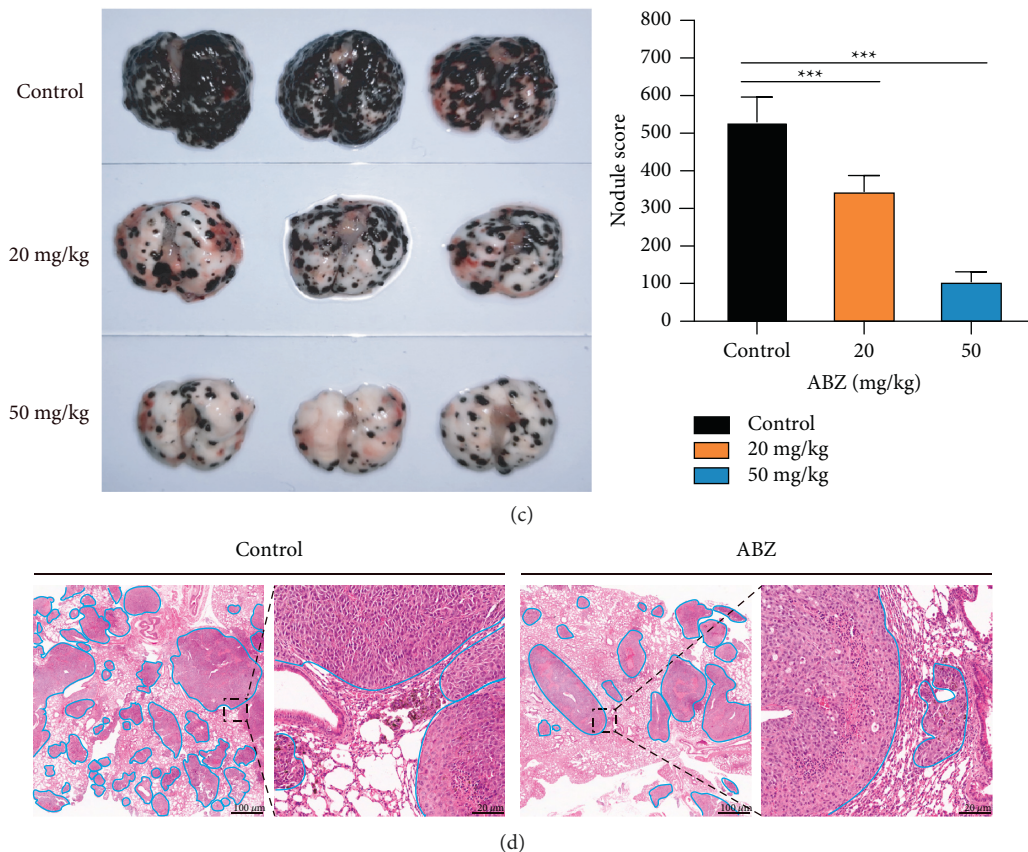 Control
20 mg/kg
50 mg/kg
800
700
600
500
400
300
200
100
0
Nodule score
***
***
Control
20
50
ABZ (mg/kg)
Control
20 mg/kg
50 mg/kg
(c)
Control
ABZ
100 µm
20 µm
100 µm
20 µm
(d)